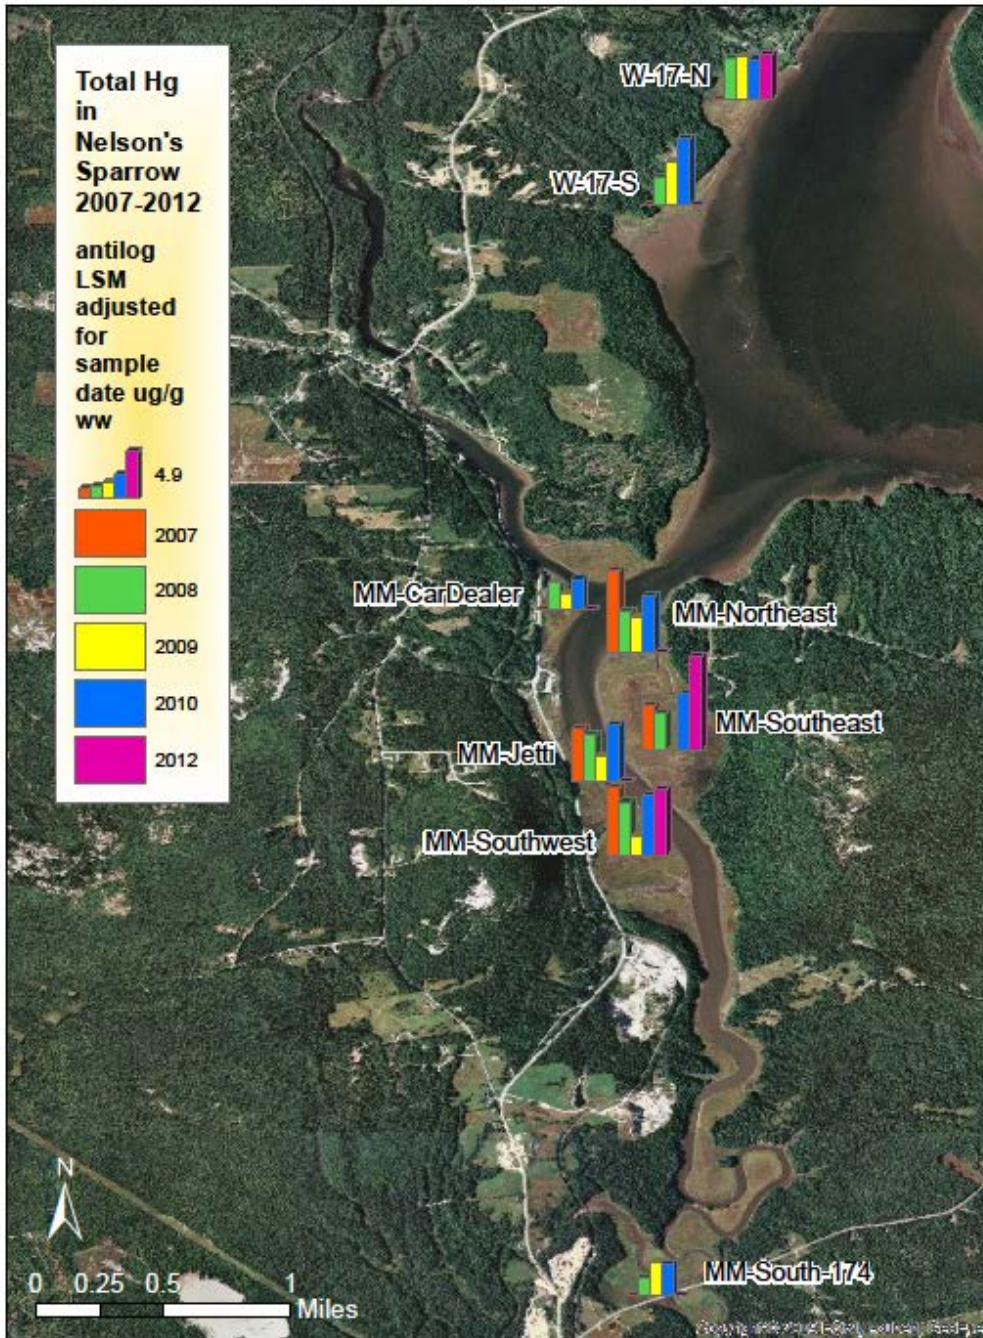 Total Hg
in
Nelson's
Sparrow
2007-2012
antilog
LSM
adjusted
for
sample
date ug/g
ww
4.9
2007
2008
2009
2010
2012
W-17-N
W-17-S
MM-CarDealer
MM-Northeast
MM-Southeast
MM-Jetti
MM-Southwest
MM-South-174
N
0 0.25 0.5 1
Miles